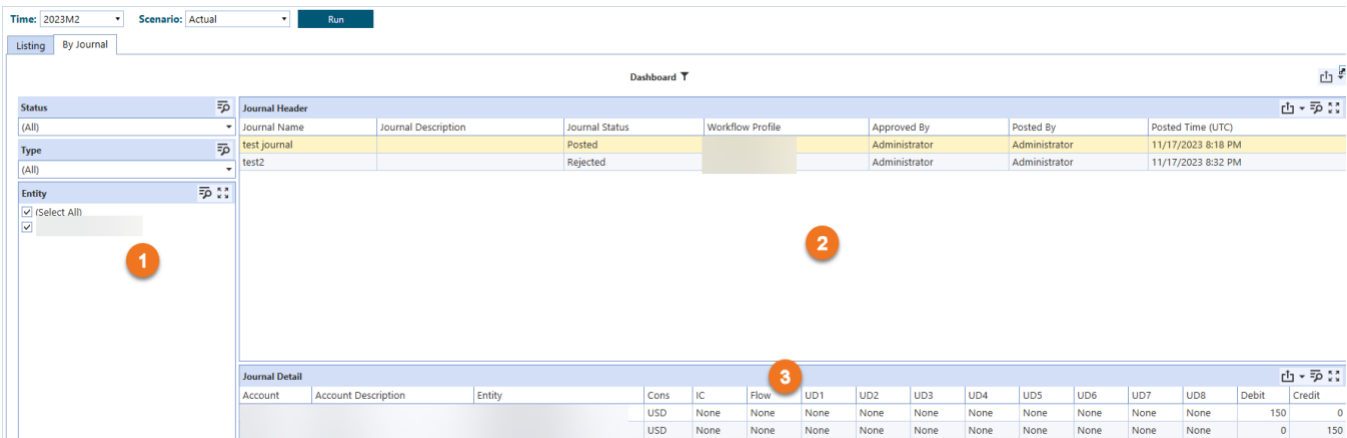 Time: 2023M2 Scenario: Actual Run
Listing By Journal
Dashboard
Status
(All)
Type
(All)
Entity
(Select All)
1
Journal Header
Journal Name Journal Description Journal Status Workflow Profile Approved By Posted By Posted Time (UTC)
test journal Posted Administrator Administrator 11/17/2023 8:18 PM
test2 Rejected Administrator Administrator 11/17/2023 8:32 PM
2
Journal Detail
3
Account Account Description Entity Cons IC Flow UD1 UD2 UD3 UD4 UD5 UD6 UD7 UD8 Debit Credit
USD None None None None None None None None None None 150 0
USD None None None None None None None None None None 0 150